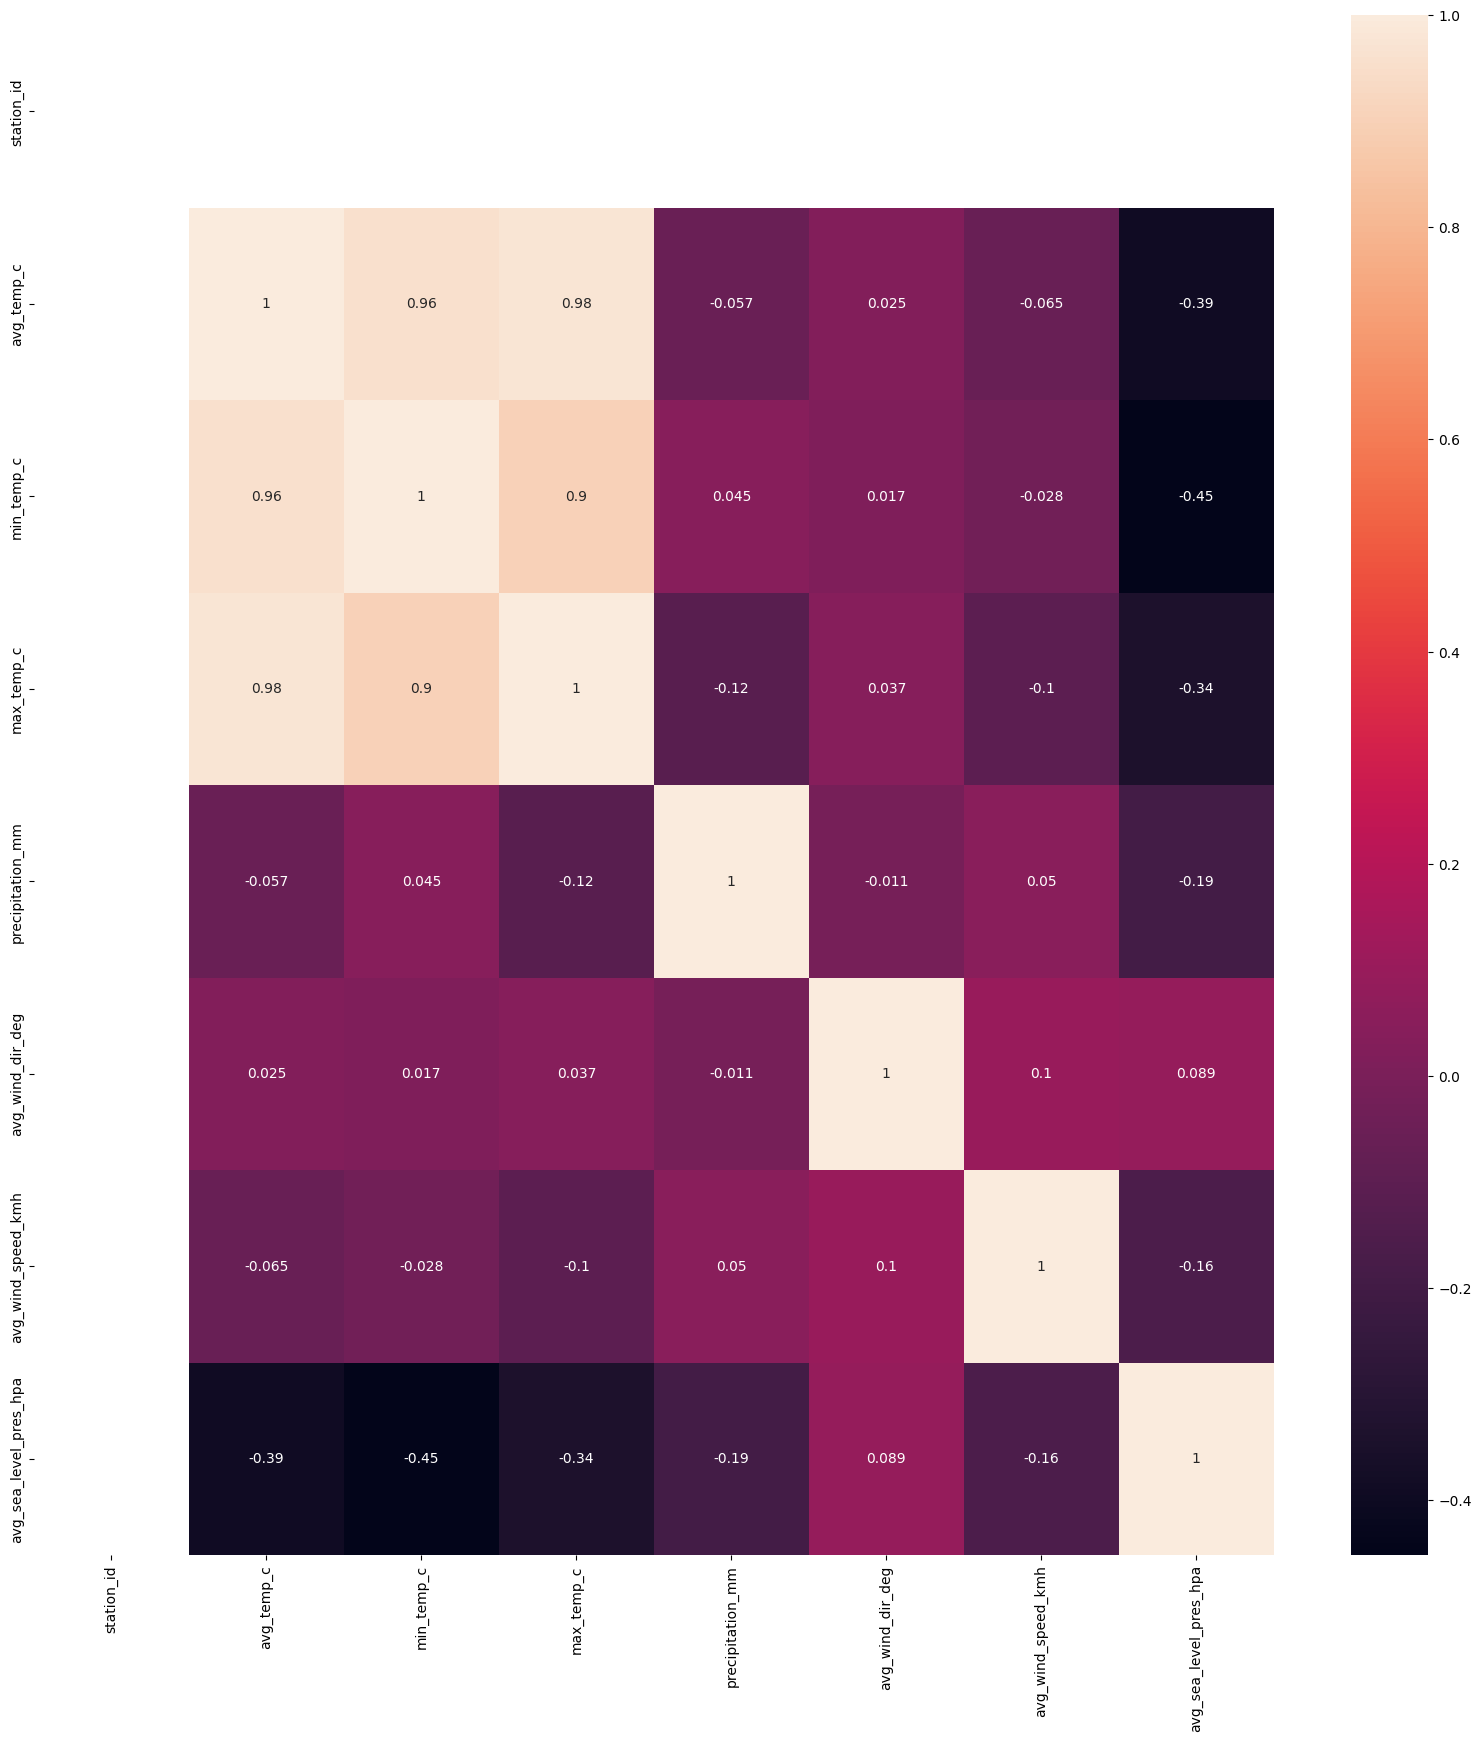 station_id
avg_temp_c 1 0.96 0.98 -0.057 0.025 -0.065 -0.39
min_temp_c 0.96 1 0.9 0.045 0.017 -0.028 -0.45
max_temp_c 0.98 0.9 1 -0.12 0.037 -0.1 -0.34
precipitation_mm -0.057 0.045 -0.12 1 -0.011 0.05 -0.19
avg_wind_dir_deg 0.025 0.017 0.037 -0.011 1 0.1 0.089
avg_wind_speed_kmh -0.065 -0.028 -0.1 0.05 0.1 1 -0.16
avg_sea_level_pres_hpa -0.39 -0.45 -0.34 -0.19 0.089 -0.16 1
station_id
avg_temp_c
min_temp_c
max_temp_c
precipitation_mm
avg_wind_dir_deg
avg_wind_speed_kmh
avg_sea_level_pres_hpa
1.0
0.8
0.6
0.4
0.2
0.0
−0.2
−0.4